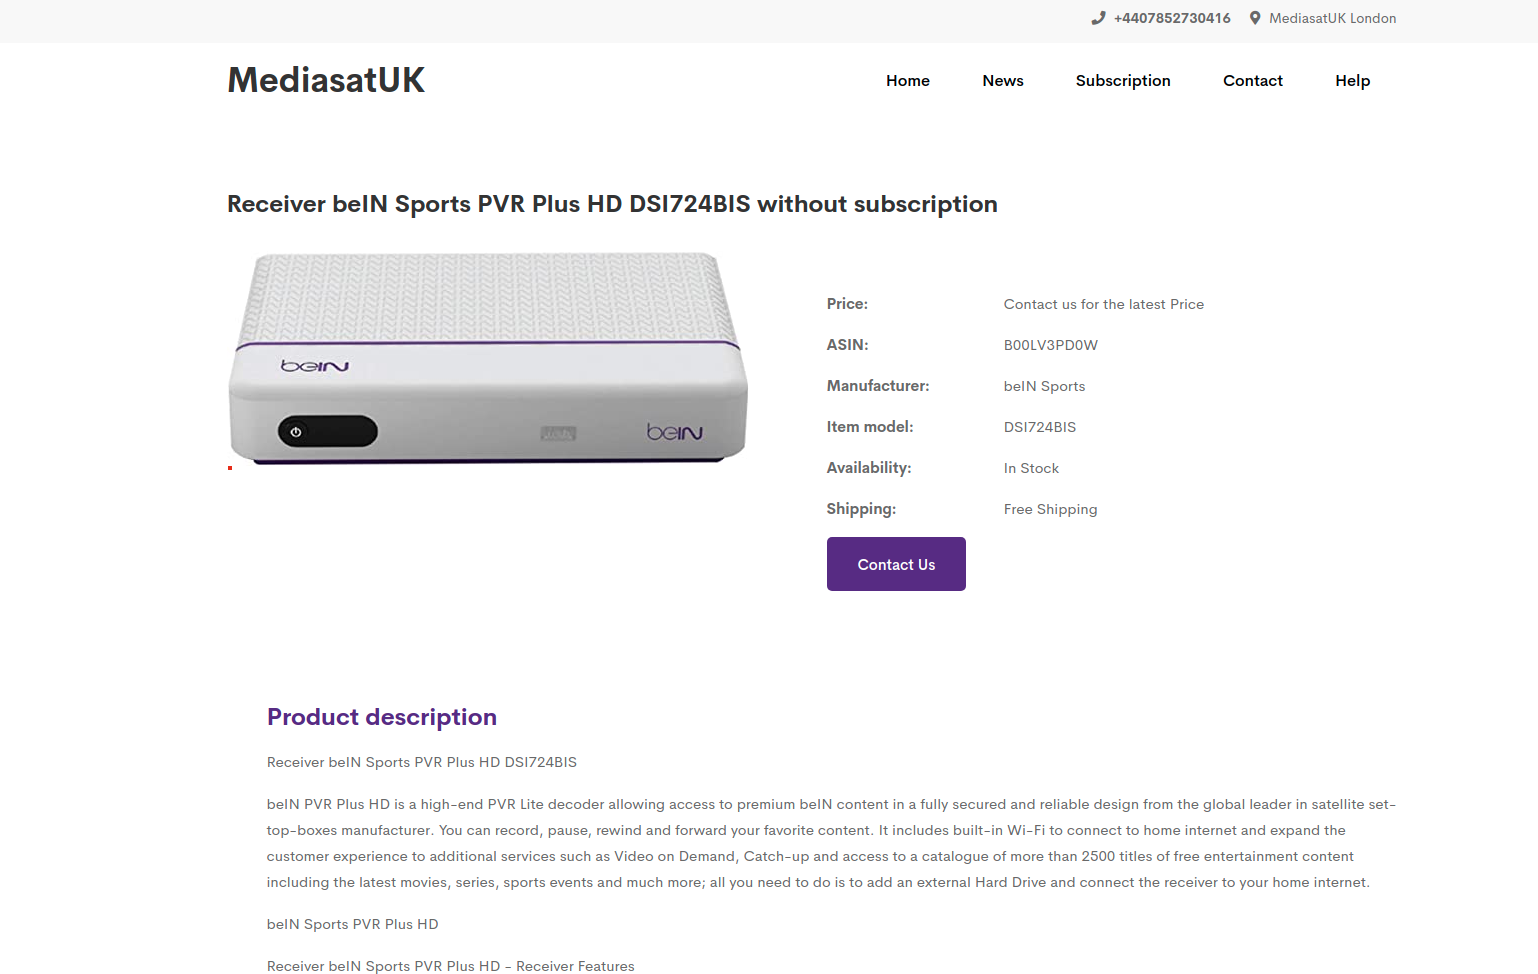 +4407852730416 MediasatUK London
MediasatUK
Home News Subscription Contact Help
Receiver beIN Sports PVR Plus HD DSI724BIS without subscription
beIN
beIN
Price: Contact us for the latest Price
ASIN: B00LV3PD0W
Manufacturer: beIN Sports
Item model: DSI724BIS
Availability: In Stock
Shipping: Free Shipping
Contact Us
Product description
Receiver beIN Sports PVR Plus HD DSI724BIS
beIN PVR Plus HD is a high-end PVR Lite decoder allowing access to premium beIN content in a fully secured and reliable design from the global leader in satellite set-
top-boxes manufacturer. You can record, pause, rewind and forward your favorite content. It includes built-in Wi-Fi to connect to home internet and expand the
customer experience to additional services such as Video on Demand, Catch-up and access to a catalogue of more than 2500 titles of free entertainment content
including the latest movies, series, sports events and much more; all you need to do is to add an external Hard Drive and connect the receiver to your home internet.
beIN Sports PVR Plus HD
Receiver beIN Sports PVR Plus HD - Receiver Features